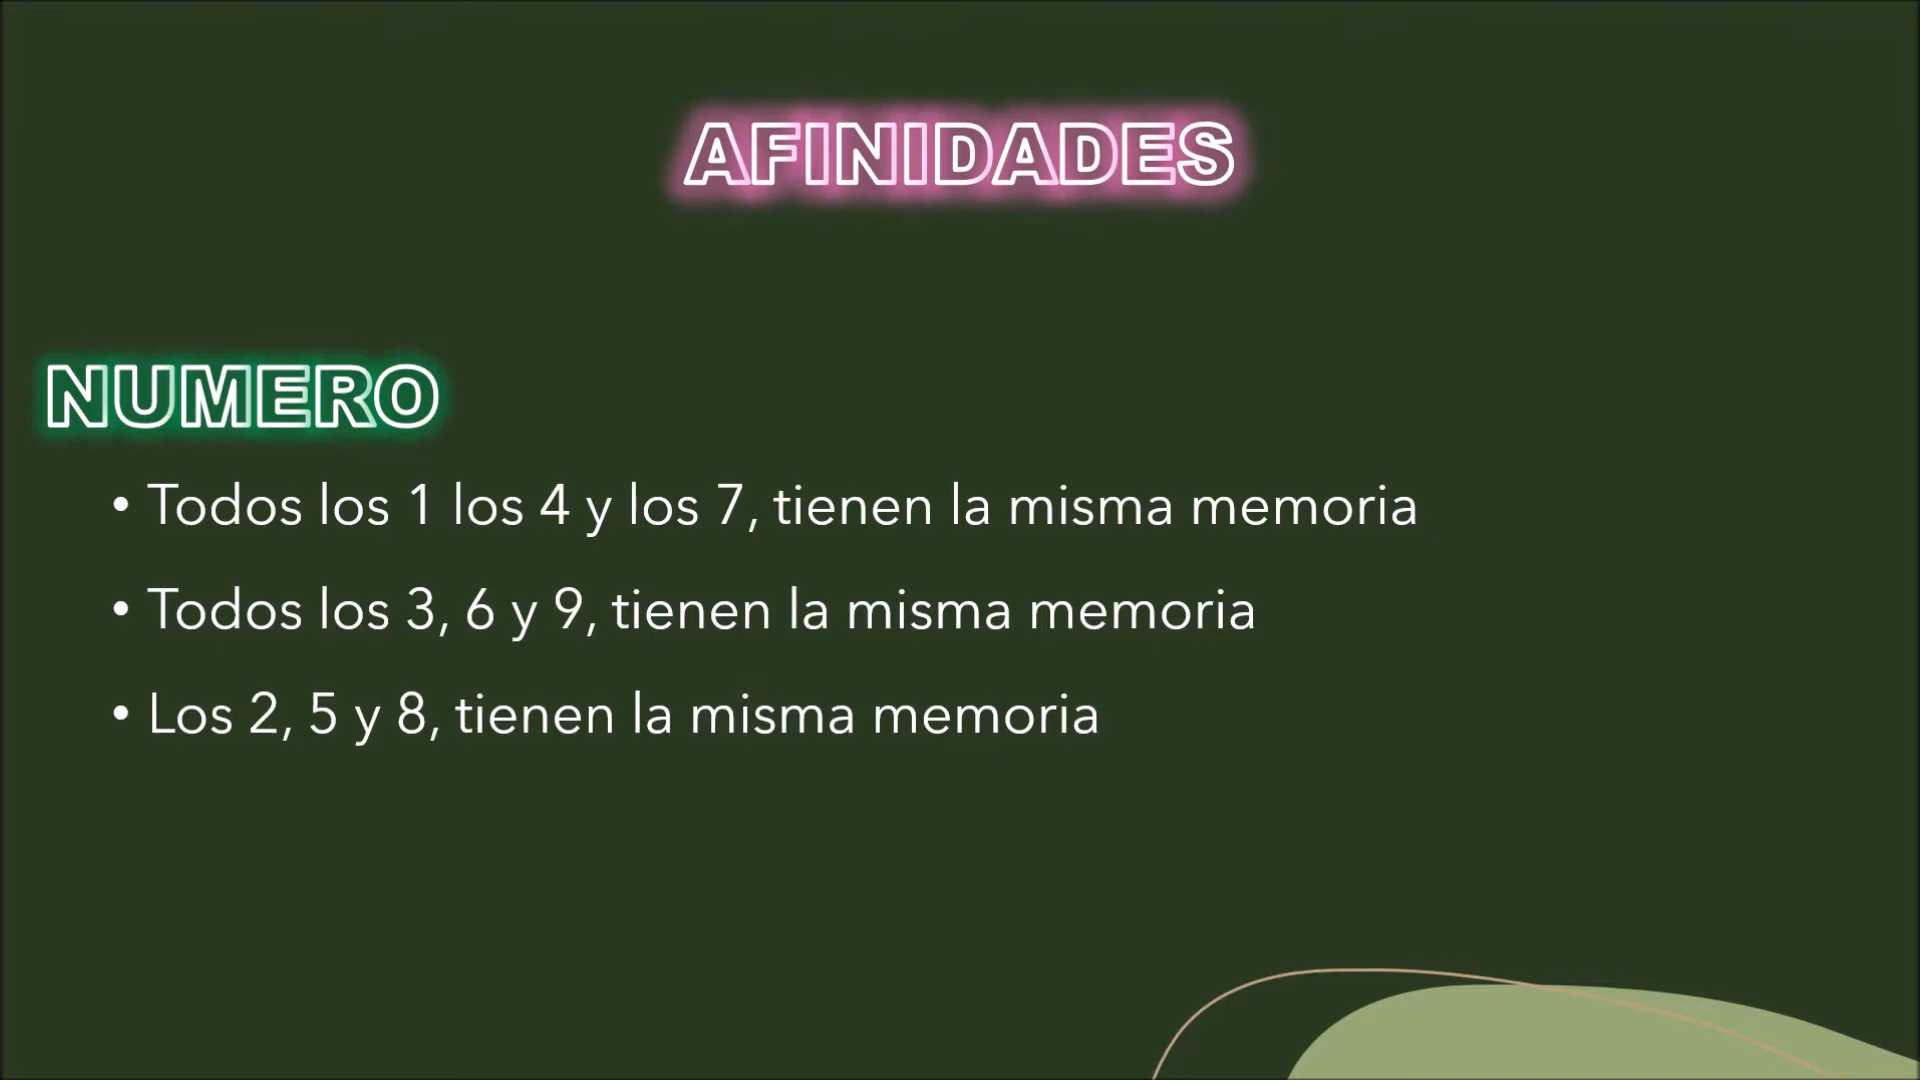 AFINIDADES
NUMERO
• Todos los 1 los 4 y los 7, tienen la misma memoria
• Todos los 3, 6 y 9, tienen la misma memoria
• Los 2, 5 y 8, tienen la misma memoria